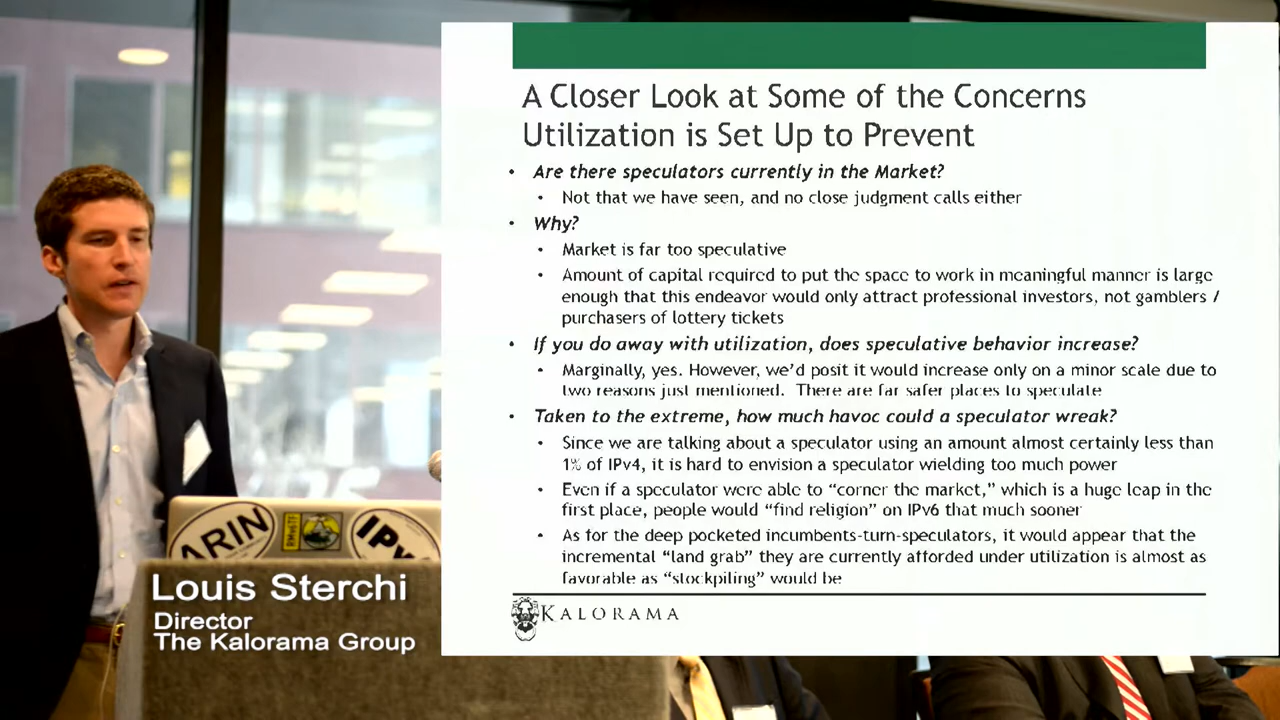 A Closer Look at Some of the Concerns
Utilization is Set Up to Prevent
• Are there speculators currently in the Market?
• Not that we have seen, and no close judgment calls either
• Why?
• Market is far too speculative
• Amount of capital required to put the space to work in meaningful manner is large
enough that this endeavor would only attract professional investors, not gamblers /
purchasers of lottery tickets
• If you do away with utilization, does speculative behavior increase?
• Marginally, yes. However, we'd posit it would increase only on a minor scale due to
two reasons just mentioned. There are far safer places to speculate
• Taken to the extreme, how much havoc could a speculator wreak?
• Since we are talking about a speculator using an amount almost certainly less than
1% of IPv4, it is hard to envision a speculator wielding too much power
• Even if a speculator were able to “corner the market,” which is a huge leap in the
first place, people would “find religion” on IPv6 that much sooner
• As for the deep pocketed incumbents-turn-speculators, it would appear that the
incremental “land grab” they are currently afforded under utilization is almost as
favorable as “stockpiling” would be
KALORAMA
ARIN
Louis Sterchi
Director
The Kalorama Group